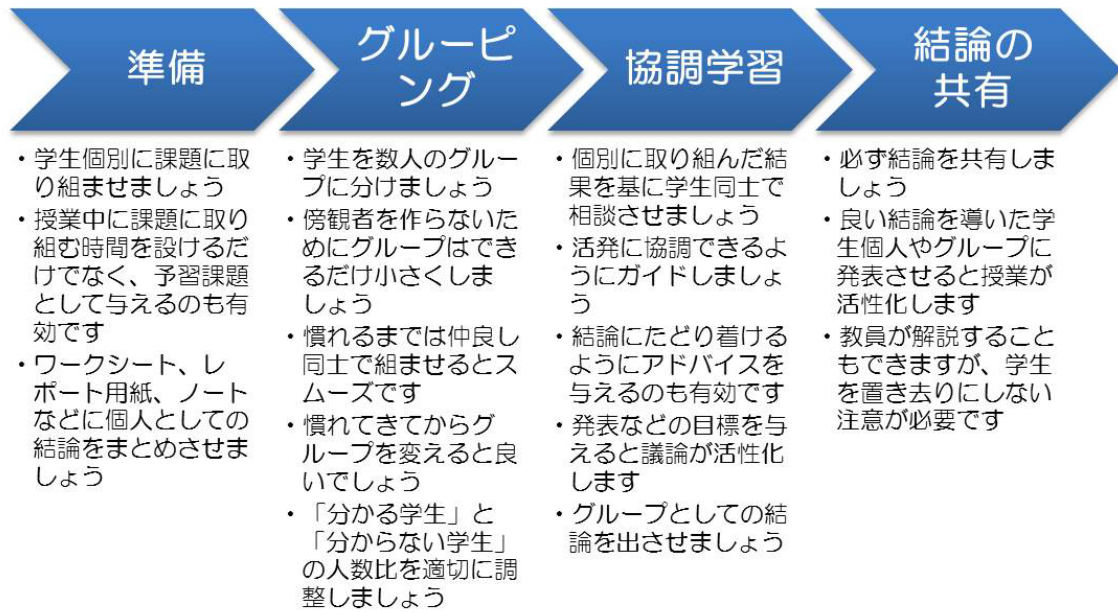 準備
・学生個別に課題に取
り組ませましょう
・授業中に課題に取り
組む時間を設けるだ
けでなく、予習課題
として与えるのも有
効です
・ワークシート、レ
ポート用紙、ノート
などに個人としての
結論をまとめさせま
しょう
グルーピ
ング
・学生を数人のグルー
プに分けましょう
・傍観者を作らないた
めにグループはでき
るだけ小さくしま
しょう
・慣れるまでは仲良し
同士で組ませるとス
ムーズです
・慣れてきてからグ
ループを変えると良
いでしょう
・「分かる学生」と
「分からない学生」
の人数比を適切に調
整しましょう
協調学習
・個別に取り組んだ結
果を基に学生同士で
相談させましょう
・活発に協調できるよ
うにガイドしましょ
う
・結論にたどり着ける
ようにアドバイスを
与えるのも有効です
・発表などの目標を与
えると議論が活性化
します
・グループとしての結
論を出させましょう
結論の
共有
・必ず結論を共有しま
しょう
・良い結論を導いた学
生個人やグループに
発表させると授業が
活性化します
・教員が解説すること
もできますが、学生
を置き去りにしない
注意が必要です